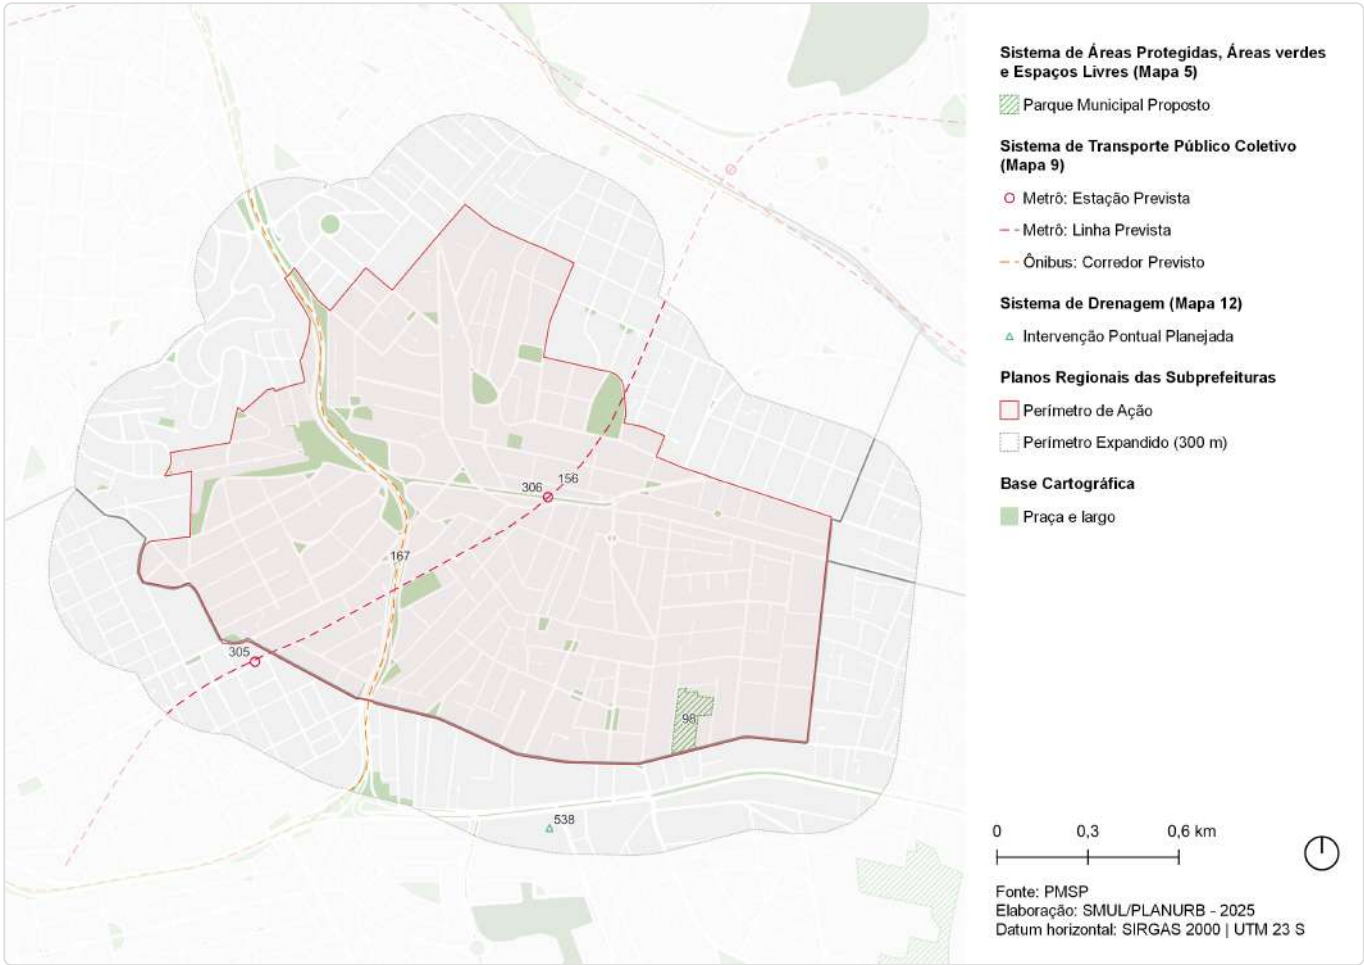 Sistema de Áreas Protegidas, Áreas verdes
e Espaços Livres (Mapa 5)
Parque Municipal Proposto
Sistema de Transporte Público Coletivo
(Mapa 9)
Metrô: Estação Prevista
Metrô: Linha Prevista
Ônibus: Corredor Previsto
Sistema de Drenagem (Mapa 12)
Intervenção Pontual Planejada
Planos Regionais das Subprefeituras
Perímetro de Ação
Perímetro Expandido (300 m)
Base Cartográfica
Praça e largo
306
156
167
305
98
538
0 0,3 0,6 km
Fonte: PMSP
Elaboração: SMUL/PLANURB - 2025
Datum horizontal: SIRGAS 2000 | UTM 23 S